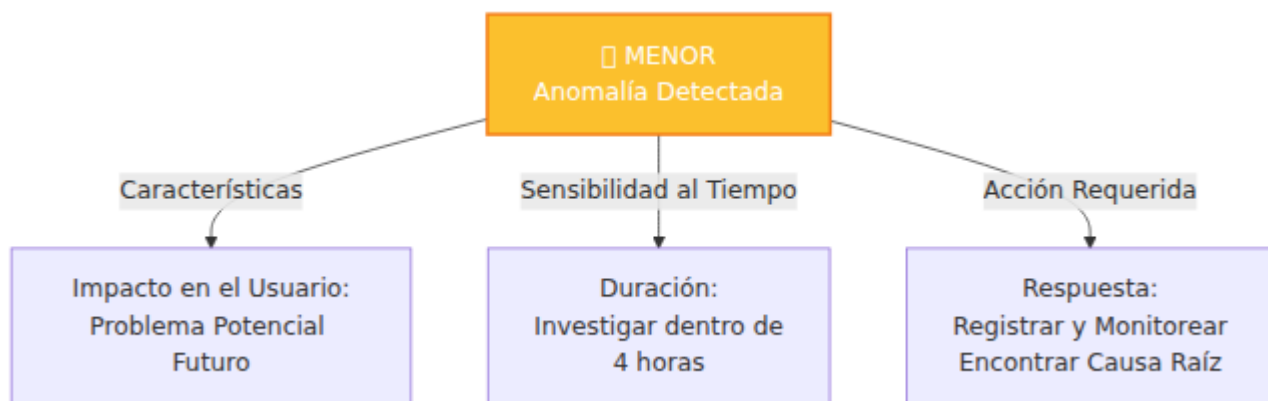 MENOR
Anomalía Detectada
Características
Sensibilidad al Tiempo
Acción Requerida
Impacto en el Usuario:
Problema Potencial
Futuro
Duración:
Investigar dentro de
4 horas
Respuesta:
Registrar y Monitorear
Encontrar Causa Raíz